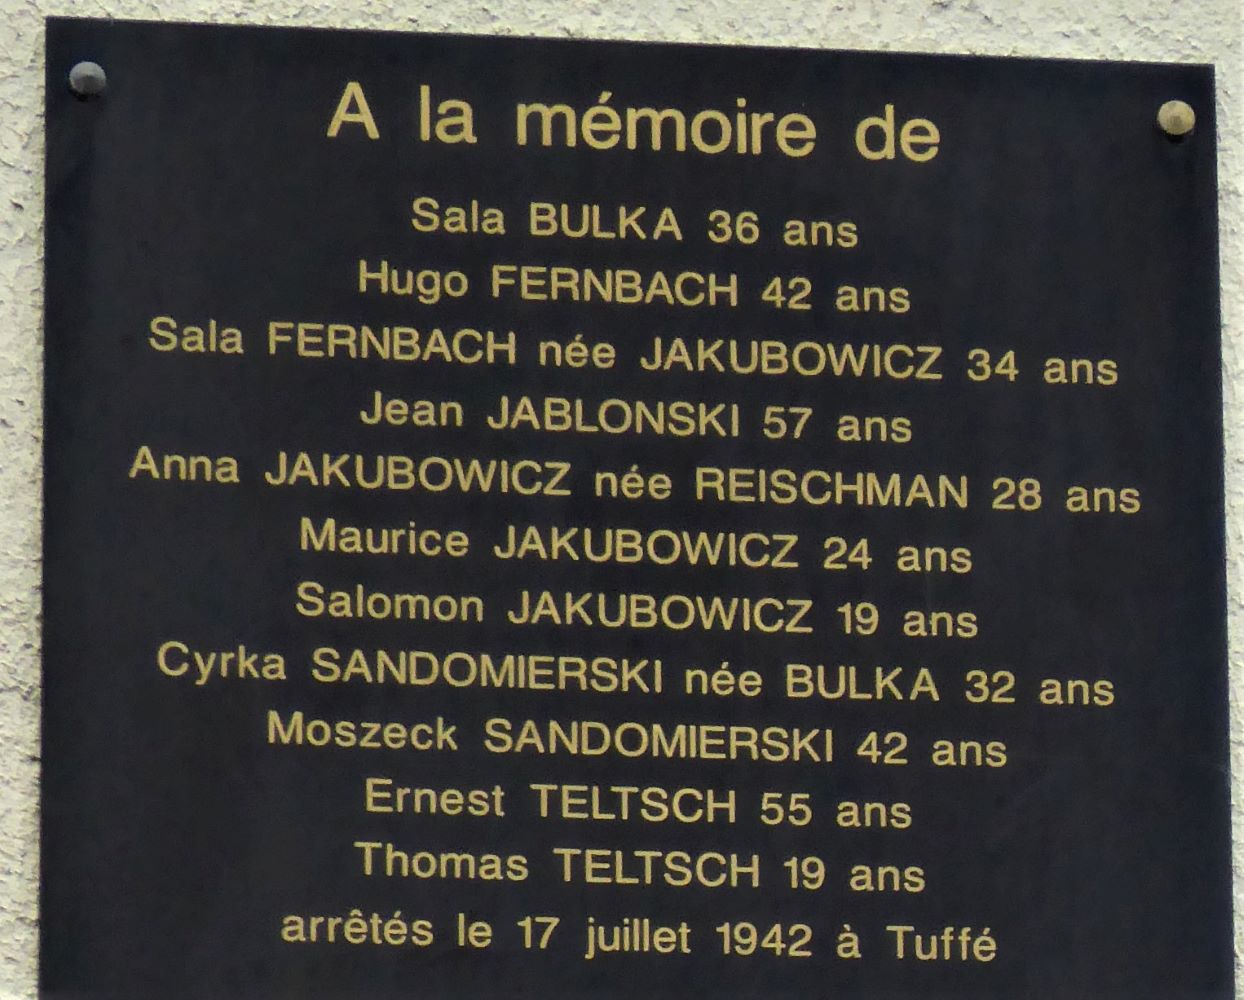 A la mémoire de
Sala BULKA 36 ans
Hugo FERNBACH 42 ans
Sala FERNBACH née JAKUBOWICZ 34 ans
Jean JABLONSKI 57 ans
Anna JAKUBOWICZ née REISCHMAN 28 ans
Maurice JAKUBOWICZ 24 ans
Salomon JAKUBOWICZ 19 ans
Cyrka SANDOMIERSKI née BULKA 32 ans
Moszeck SANDOMIERSKI 42 ans
Ernest TELTSCH 55 ans
Thomas TELTSCH 19 ans
arrêtés le 17 juillet 1942 à Tuffé